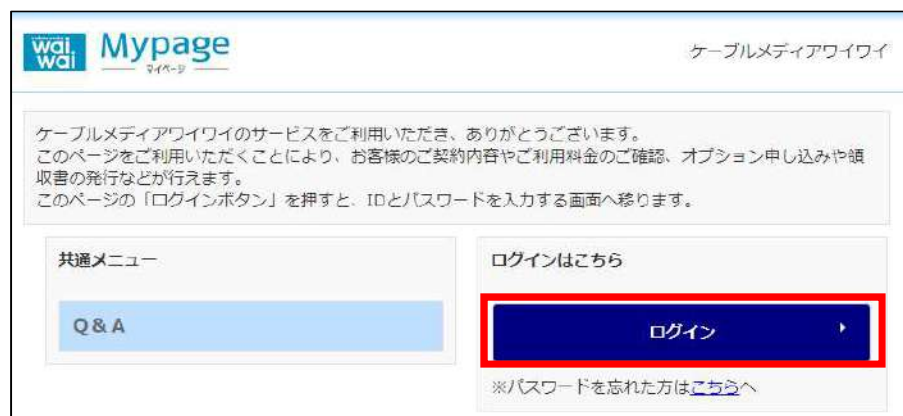 wai wai
Mypage
マイページ
ケーブルメディアワイワイ
ケーブルメディアワイワイのサービスをご利用いただき、ありがとうございます。
このページをご利用いただくことにより、お客様のご契約内容やご利用料金のご確認、オプション申し込みや領
収書の発行などが行えます。
このページの「ログインボタン」を押すと、IDとパスワードを入力する画面へ移ります。
共通メニュー
Q&A
ログインはこちら
ログイン
※パスワードを忘れた方はこちらへ